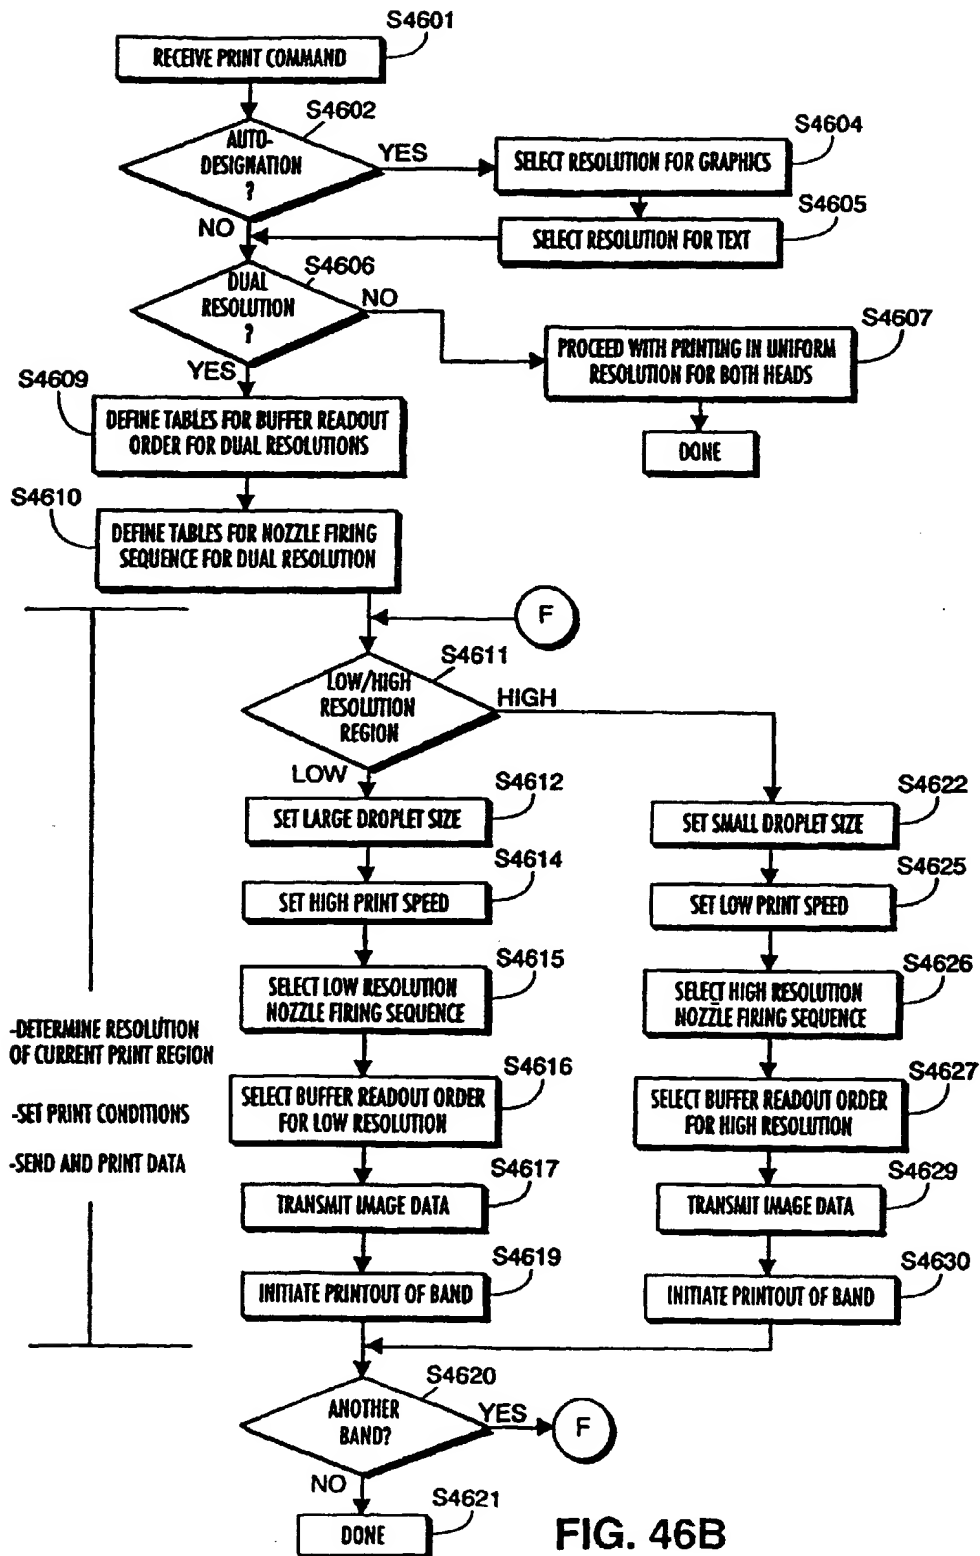 S4601
RECEIVE PRINT COMMAND
S4602
AUTO-
DESIGNATION
?
YES
NO
S4604
SELECT RESOLUTION FOR GRAPHICS
S4605
SELECT RESOLUTION FOR TEXT
S4606
DUAL
RESOLUTION
?
NO
YES
S4607
PROCEED WITH PRINTING IN UNIFORM
RESOLUTION FOR BOTH HEADS
DONE
S4609
DEFINE TABLES FOR BUFFER READOUT
ORDER FOR DUAL RESOLUTIONS
S4610
DEFINE TABLES FOR NOZZLE FIRING
SEQUENCE FOR DUAL RESOLUTION
F
S4611
LOW/HIGH
RESOLUTION
REGION
HIGH
LOW
S4612
SET LARGE DROPLET SIZE
S4614
SET HIGH PRINT SPEED
S4615
SELECT LOW RESOLUTION
NOZZLE FIRING SEQUENCE
S4616
SELECT BUFFER READOUT ORDER
FOR LOW RESOLUTION
S4617
TRANSMIT IMAGE DATA
S4619
INITIATE PRINTOUT OF BAND
S4622
SET SMALL DROPLET SIZE
S4625
SET LOW PRINT SPEED
S4626
SELECT HIGH RESOLUTION
NOZZLE FIRING SEQUENCE
S4627
SELECT BUFFER READOUT ORDER
FOR HIGH RESOLUTION
S4629
TRANSMIT IMAGE DATA
S4630
INITIATE PRINTOUT OF BAND
-DETERMINE RESOLUTION
OF CURRENT PRINT REGION
-SET PRINT CONDITIONS
-SEND AND PRINT DATA
S4620
ANOTHER
BAND?
YES
F
NO
S4621
DONE
FIG. 46B